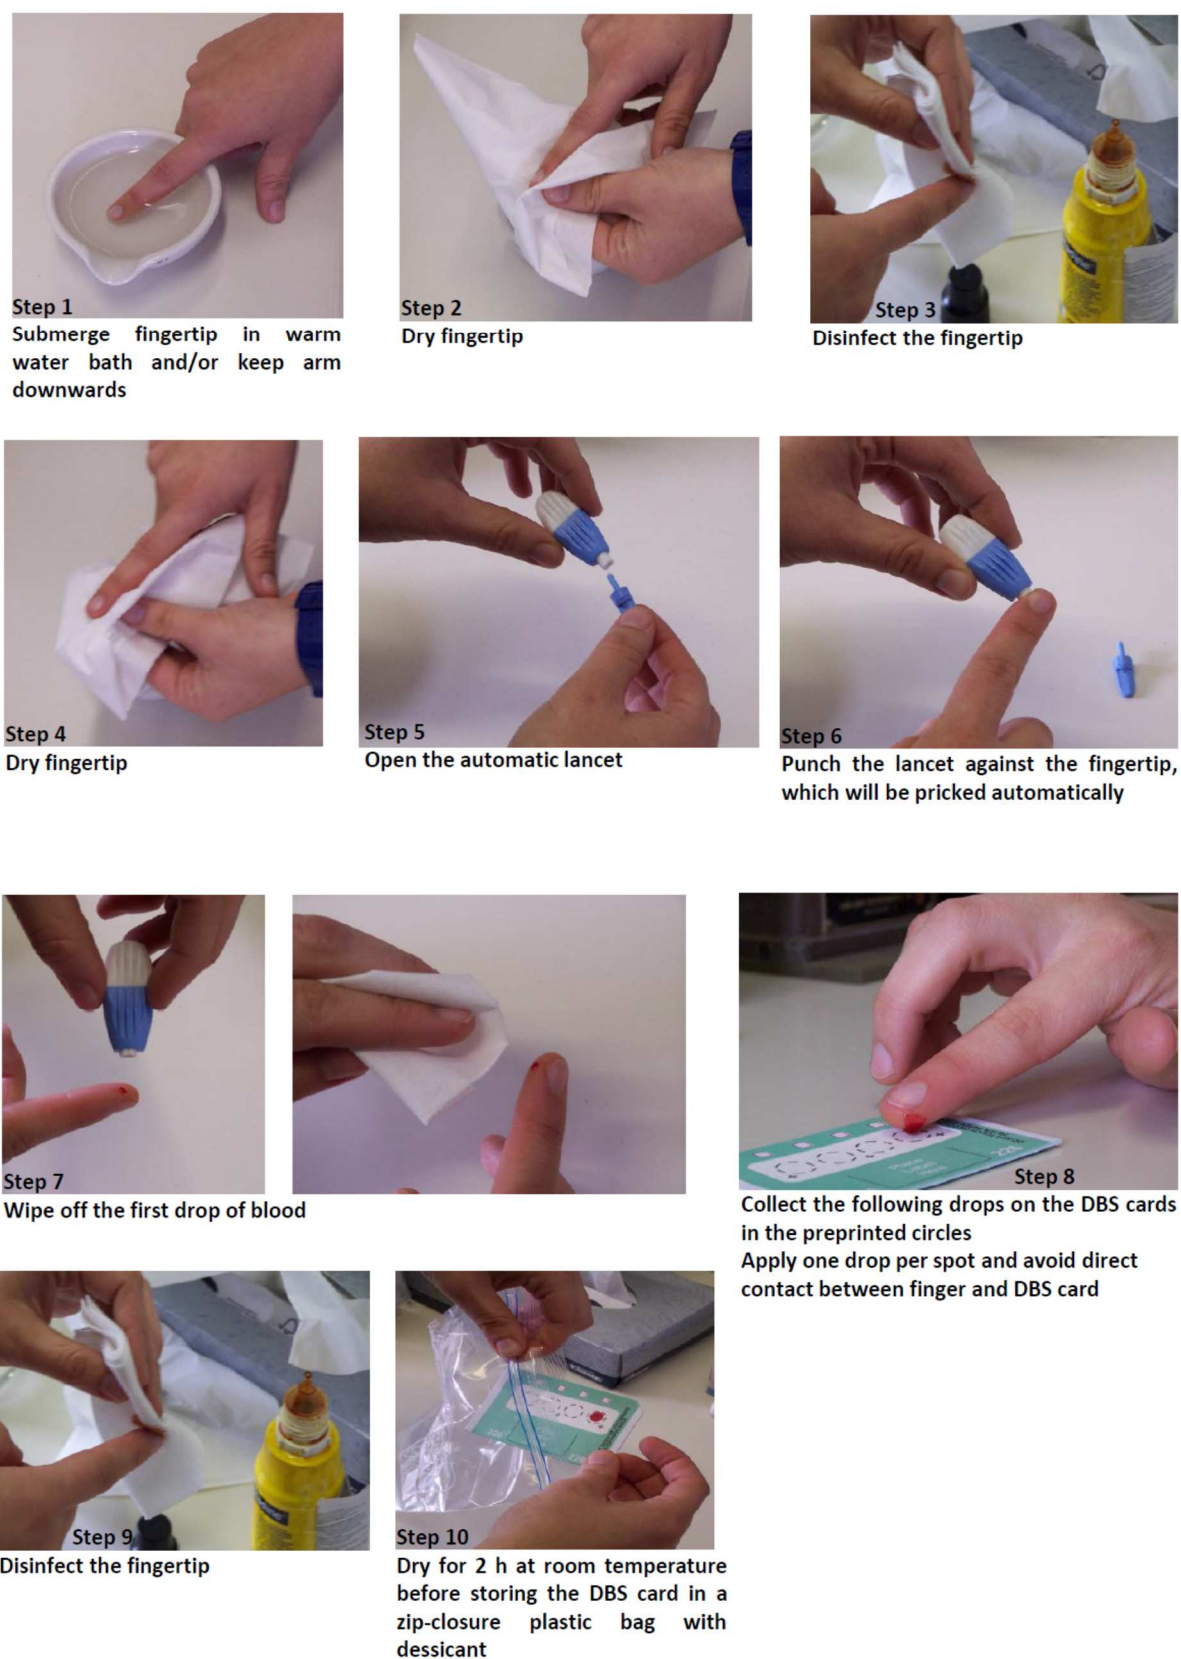 Step 1
Submerge fingertip in warm
water bath and/or keep arm
downwards
Step 2
Dry fingertip
Step 3
Disinfect the fingertip
Step 4
Dry fingertip
Step 5
Open the automatic lancet
Step 6
Punch the lancet against the fingertip,
which will be pricked automatically
Step 7
Wipe off the first drop of blood
Step 8
Collect the following drops on the DBS cards
in the preprinted circles
Apply one drop per spot and avoid direct
contact between finger and DBS card
Step 9
Disinfect the fingertip
Step 10
Dry for 2 h at room temperature
before storing the DBS card in a
zip-closure plastic bag with
dessicant